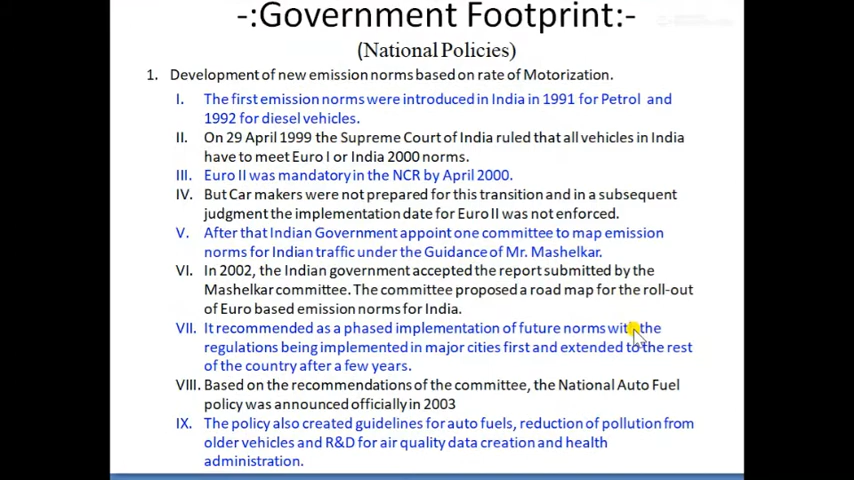 -:Government Footprint:-
(National Policies)
1. Development of new emission norms based on rate of Motorization.
I. The first emission norms were introduced in India in 1991 for Petrol and
1992 for diesel vehicles.
II. On 29 April 1999 the Supreme Court of India ruled that all vehicles in India
have to meet Euro I or India 2000 norms.
III. Euro II was mandatory in the NCR by April 2000.
IV. But Car makers were not prepared for this transition and in a subsequent
judgment the implementation date for Euro II was not enforced.
V. After that Indian Government appoint one committee to map emission
norms for Indian traffic under the Guidance of Mr. Mashelkar.
VI. In 2002, the Indian government accepted the report submitted by the
Mashelkar committee. The committee proposed a road map for the roll-out
of Euro based emission norms for India.
VII. It recommended as a phased implementation of future norms with the
regulations being implemented in major cities first and extended to the rest
of the country after a few years.
VIII. Based on the recommendations of the committee, the National Auto Fuel
policy was announced officially in 2003
IX. The policy also created guidelines for auto fuels, reduction of pollution from
older vehicles and R&D for air quality data creation and health
administration.